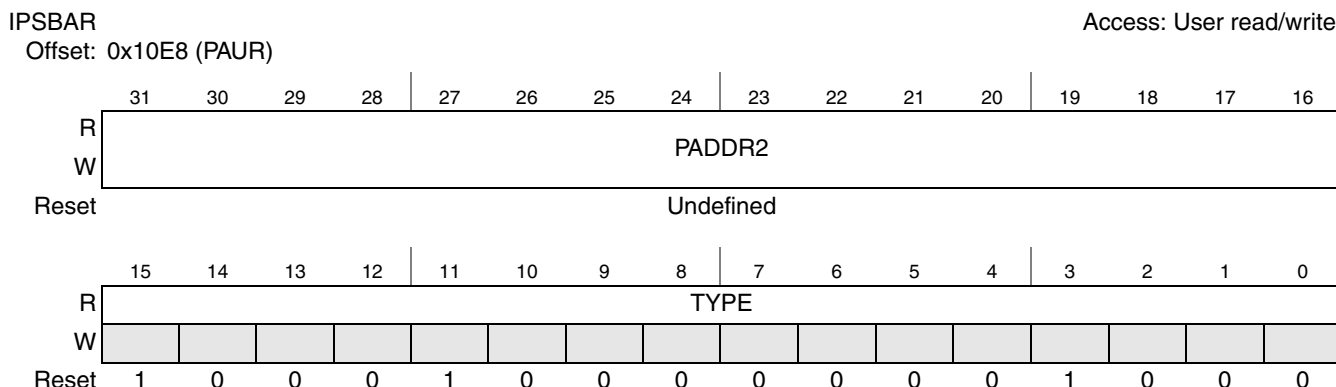 IPSBAR Access: User read/write
Offset: 0x10E8 (PAUR)
31 30 29 28 27 26 25 24 23 22 21 20 19 18 17 16
R
PADDR2
W
Reset Undefined
15 14 13 12 11 10 9 8 7 6 5 4 3 2 1 0
R TYPE
W
Reset 1 0 0 0 1 0 0 0 0 0 0 0 1 0 0 0